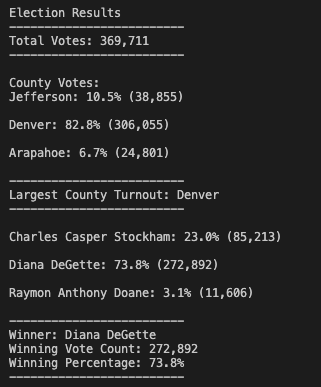 Election Results
-------------------------
Total Votes: 369,711
-------------------------
County Votes:
Jefferson: 10.5% (38,855)
Denver: 82.8% (306,055)
Arapahoe: 6.7% (24,801)
-------------------------
Largest County Turnout: Denver
-------------------------
Charles Casper Stockham: 23.0% (85,213)
Diana DeGette: 73.8% (272,892)
Raymon Anthony Doane: 3.1% (11,606)
-------------------------
Winner: Diana DeGette
Winning Vote Count: 272,892
Winning Percentage: 73.8%
-------------------------